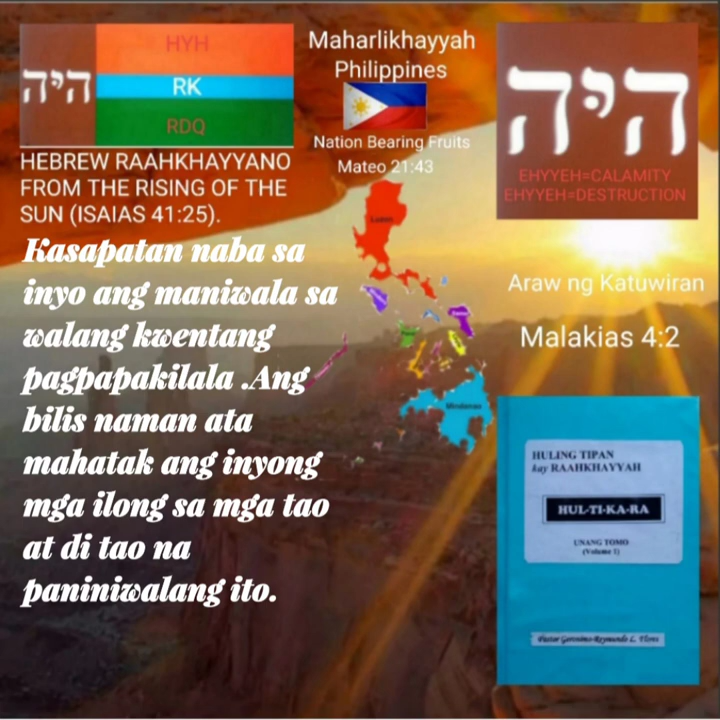 היה
HYH
RK
RDQ
HEBREW RAAHKHAYYANO
FROM THE RISING OF THE
SUN (ISAIAS 41:25).
Maharlikhayyah
Philippines
Nation Bearing Fruits
Mateo 21:43
היה
EHYYEH=CALAMITY
EHYYEH=DESTRUCTION
Kasapatan naba sa
inyo ang maniwala sa
walang kwentang
pagpapakilala .Ang
bilis naman ata
mahatak ang inyong
mga ilong sa mga tao
at di tao na
paniniwalang ito.
Luzon
Mindanao
Araw ng Katuwiran
Malakias 4:2
HULING TIPAN
kay RAAHKHAYYAH
HUL-TI-KA-RA
UNANG TOMO
(Volume 1)
Pastor Geronimo-Reymundo L. Flores